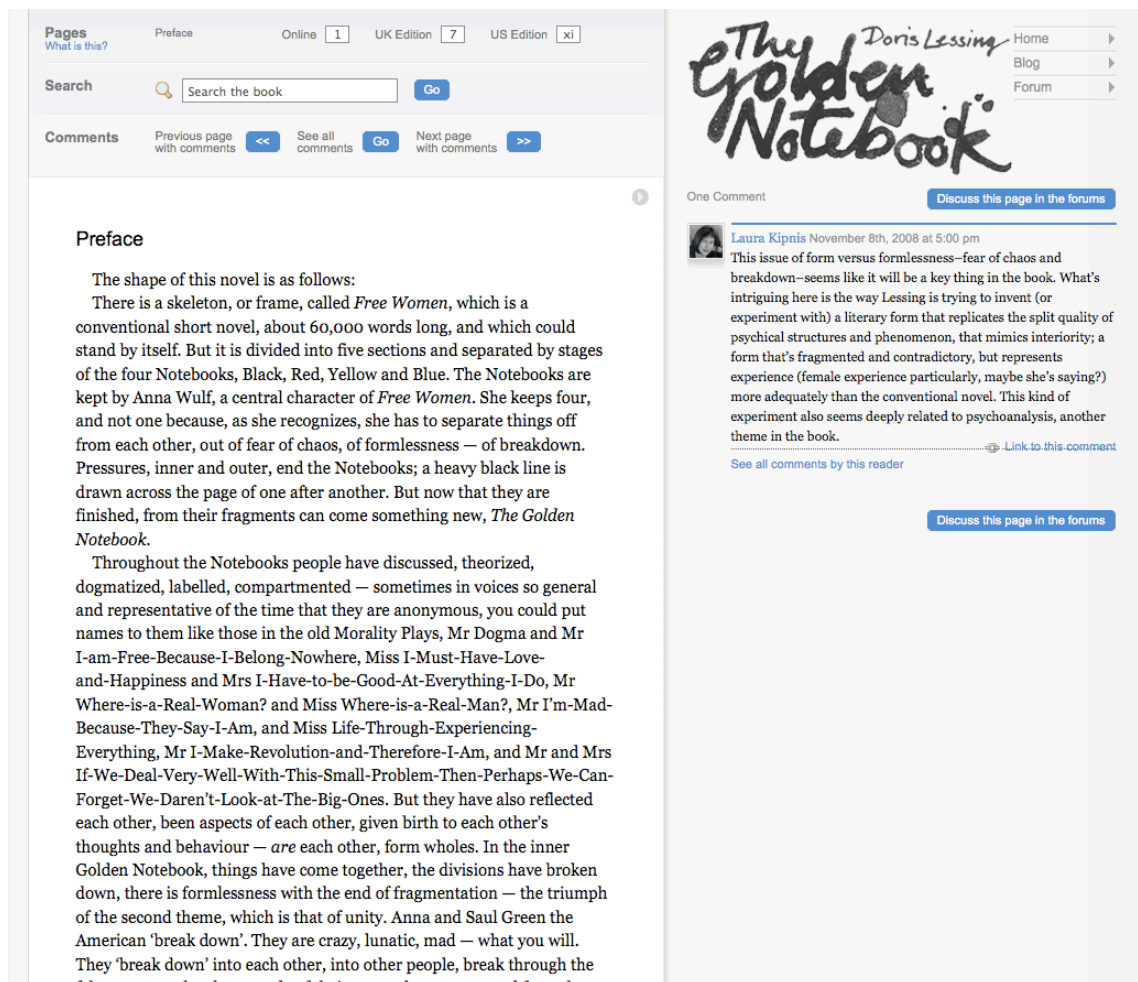 Pages
What is this?
Preface
Online 1
UK Edition 7
US Edition xi
Search
Search the book
Go
Comments
Previous page
with comments
<<
See all
comments
Go
Next page
with comments
>>
Preface
The shape of this novel is as follows:
There is a skeleton, or frame, called Free Women, which is a
conventional short novel, about 60,000 words long, and which could
stand by itself. But it is divided into five sections and separated by stages
of the four Notebooks, Black, Red, Yellow and Blue. The Notebooks are
kept by Anna Wulf, a central character of Free Women. She keeps four,
and not one because, as she recognizes, she has to separate things off
from each other, out of fear of chaos, of formlessness — of breakdown.
Pressures, inner and outer, end the Notebooks; a heavy black line is
drawn across the page of one after another. But now that they are
finished, from their fragments can come something new, The Golden
Notebook.
Throughout the Notebooks people have discussed, theorized,
dogmatized, labelled, compartmented — sometimes in voices so general
and representative of the time that they are anonymous, you could put
names to them like those in the old Morality Plays, Mr Dogma and Mr
I-am-Free-Because-I-Belong-Nowhere, Miss I-Must-Have-Love-
and-Happiness and Mrs I-Have-to-be-Good-At-Everything-I-Do, Mr
Where-is-a-Real-Woman? and Miss Where-is-a-Real-Man?, Mr I'm-Mad-
Because-They-Say-I-Am, and Miss Life-Through-Experiencing-
Everything, Mr I-Make-Revolution-and-Therefore-I-Am, and Mr and Mrs
If-We-Deal-Very-Well-With-This-Small-Problem-Then-Perhaps-We-Can-
Forget-We-Daren't-Look-at-The-Big-Ones. But they have also reflected
each other, been aspects of each other, given birth to each other's
thoughts and behaviour — are each other, form wholes. In the inner
Golden Notebook, things have come together, the divisions have broken
down, there is formlessness with the end of fragmentation — the triumph
of the second theme, which is that of unity. Anna and Saul Green the
American 'break down'. They are crazy, lunatic, mad — what you will.
They 'break down' into each other, into other people, break through the
Doris Lessing
The
Golden
Notebook
Home
Blog
Forum
One Comment
Discuss this page in the forums
Laura Kipnis November 8th, 2008 at 5:00 pm
This issue of form versus formlessness–fear of chaos and
breakdown–seems like it will be a key thing in the book. What's
intriguing here is the way Lessing is trying to invent (or
experiment with) a literary form that replicates the split quality of
psychical structures and phenomenon, that mimics interiority; a
form that's fragmented and contradictory, but represents
experience (female experience particularly, maybe she's saying?)
more adequately than the conventional novel. This kind of
experiment also seems deeply related to psychoanalysis, another
theme in the book.
Link to this comment
See all comments by this reader
Discuss this page in the forums